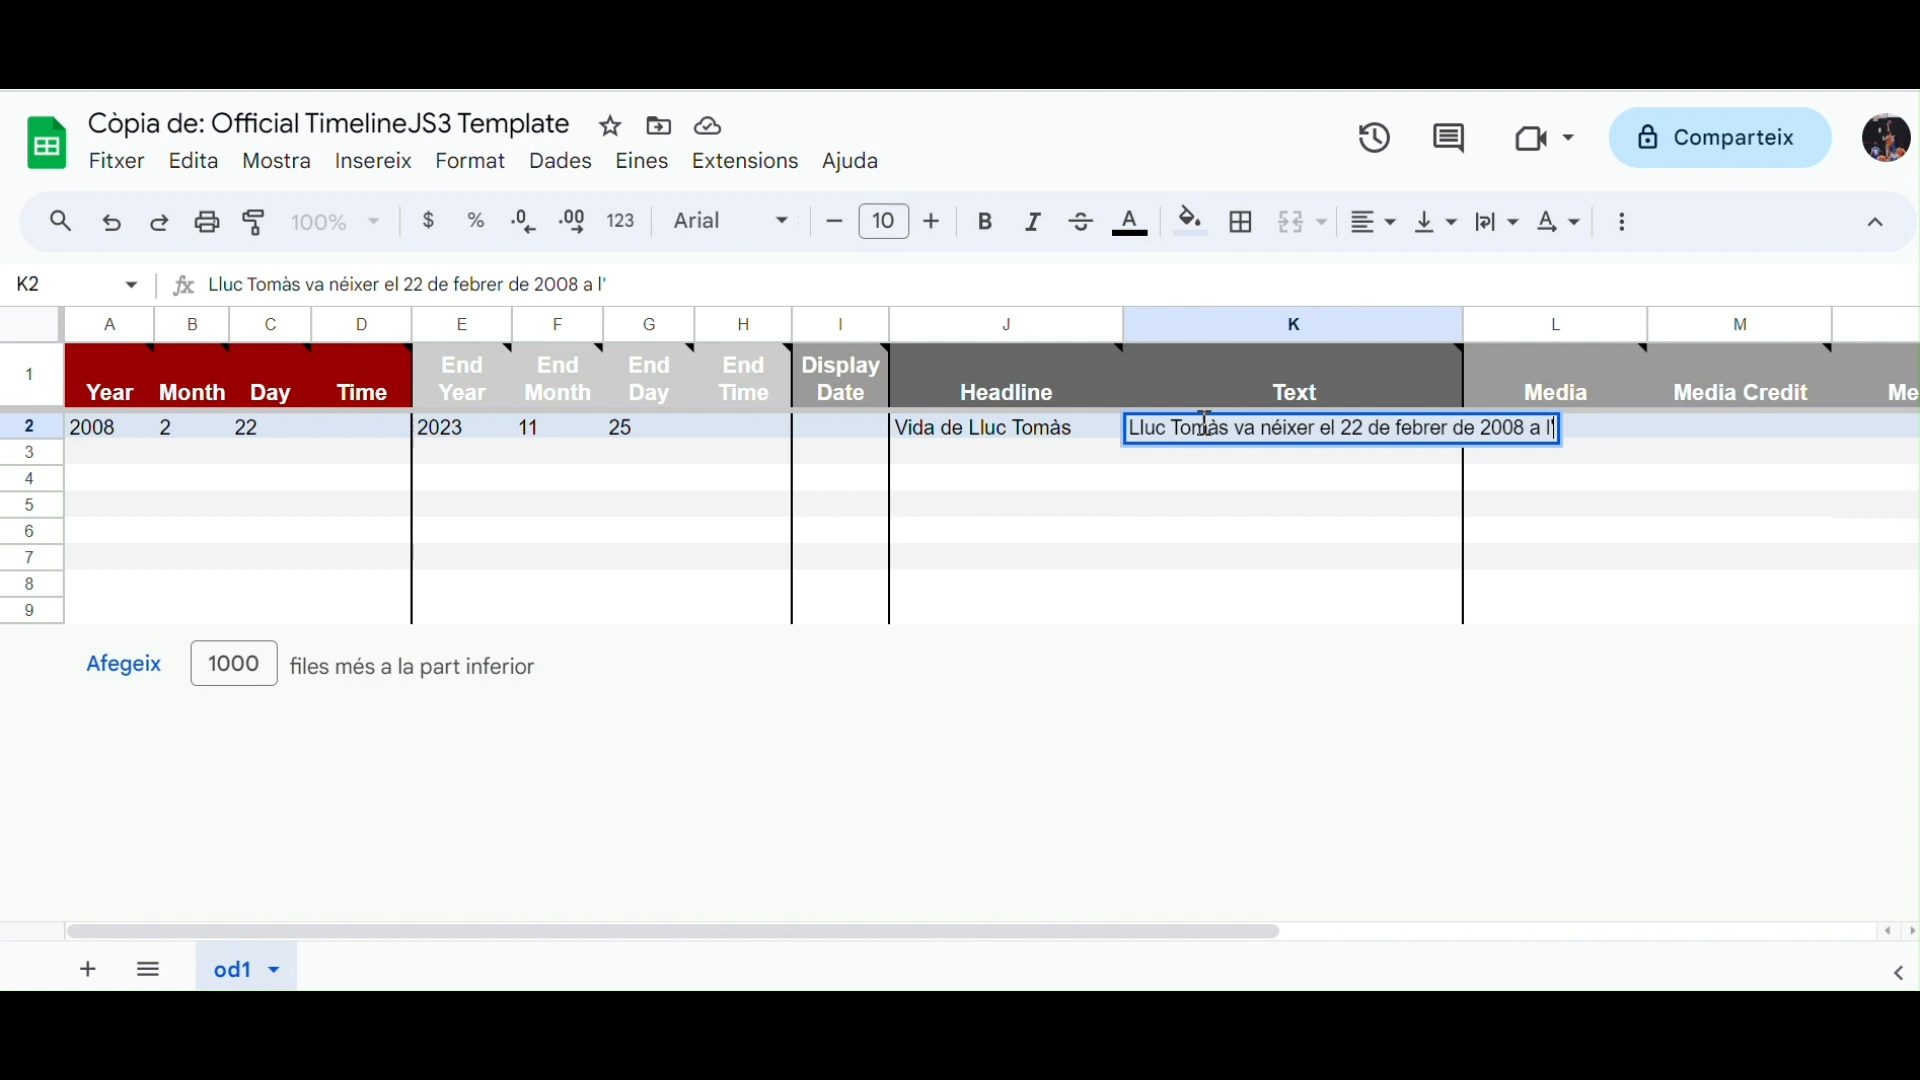 Còpia de: Official TimelineJS3 Template
Fitxer Edita Mostra Insereix Format Dades Eines Extensions Ajuda
Comparteix
100% $ % .0 .00 123 Arial 10 B I S A
K2 fx Lluc Tomàs va néixer el 22 de febrer de 2008 a l'
A B C D E F G H I J K L M
1 Year Month Day Time End Year End Month End Day End Time Display Date Headline Text Media Media Credit Me
2 2008 2 22 2023 11 25 Vida de Lluc Tomàs Lluc Tomàs va néixer el 22 de febrer de 2008 a l'
3
4
5
6
7
8
9
Afegeix 1000 files més a la part inferior
od1